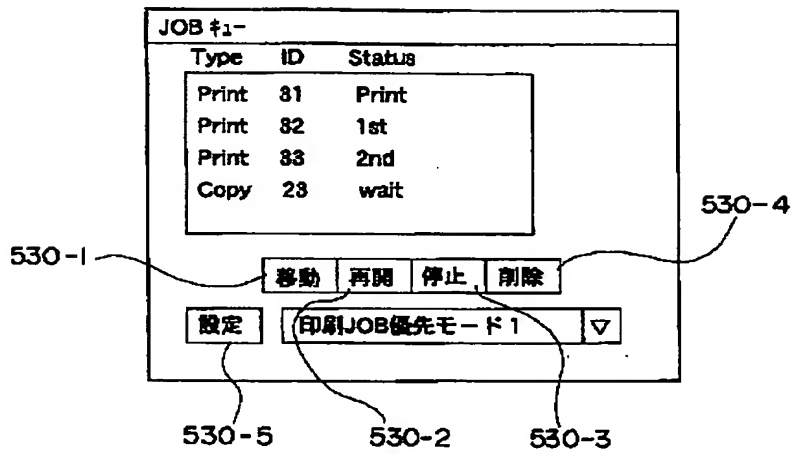 JOB ｷｭｰ
Type ID Status
Print 81 Print
Print 82 1st
Print 83 2nd
Copy 23 wait
530-4
530-1
移動 再開 停止 削除
設定 印刷JOB優先モード1 ▽
530-5 530-2 530-3